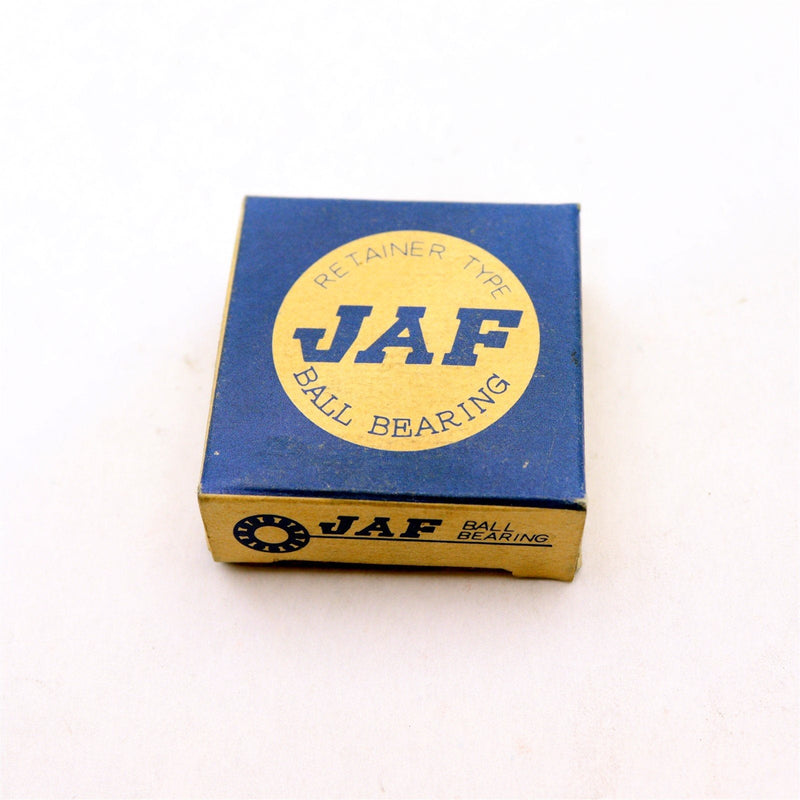 RETAINER TYPE
JAF
BALL BEARING
JAF BALL
BEARING